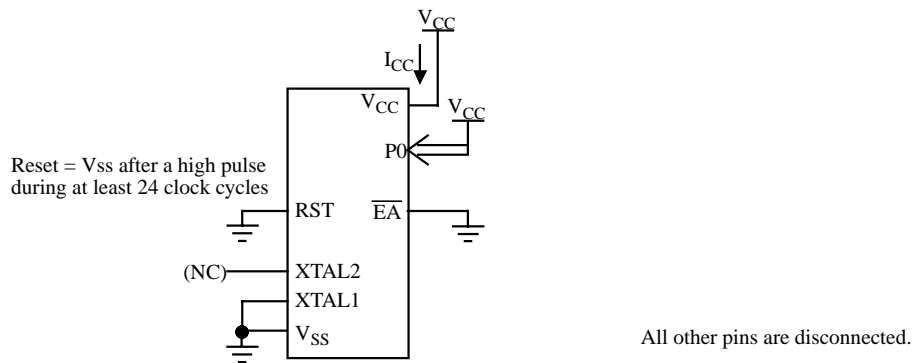 VCC
ICC
VCC
VCC
P0
Reset = Vss after a high pulse
during at least 24 clock cycles
RST
EA
(NC)
XTAL2
XTAL1
VSS
All other pins are disconnected.